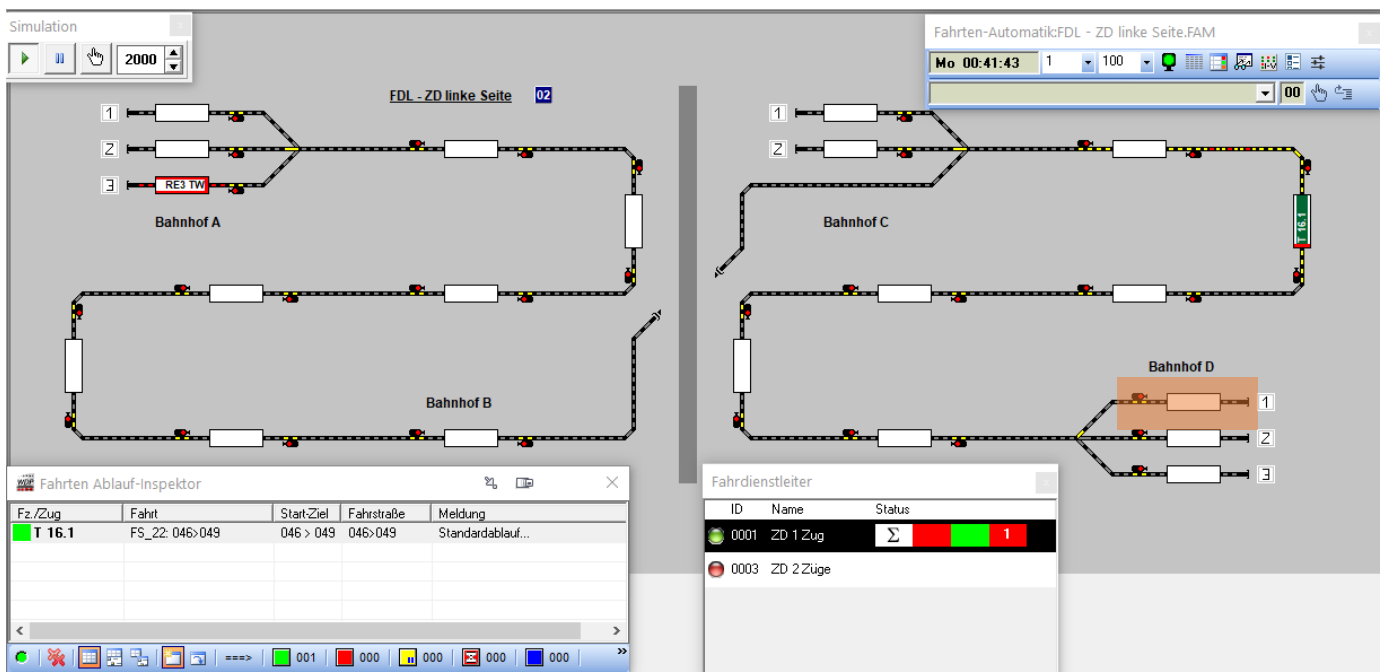 Simulation
2000
Fahrten-Automatik:FDL - ZD linke Seite.FAM
Mo 00:41:43 1 100
00
FDL - ZD linke Seite 02
1
2
3 RE3 TW
Bahnhof A
Bahnhof B
1
2
Bahnhof C
T 16.1
Bahnhof D
1
2
3
Fahrten Ablauf-Inspektor
Fz./Zug Fahrt Start-Ziel Fahrstraße Meldung
T 16.1 FS_22: 046>049 046 > 049 046>049 Standardablauf...
===> 001 000 000 000 000 »
Fahrdienstleiter
ID Name Status
0001 ZD 1 Zug Σ 1
0003 ZD 2 Züge